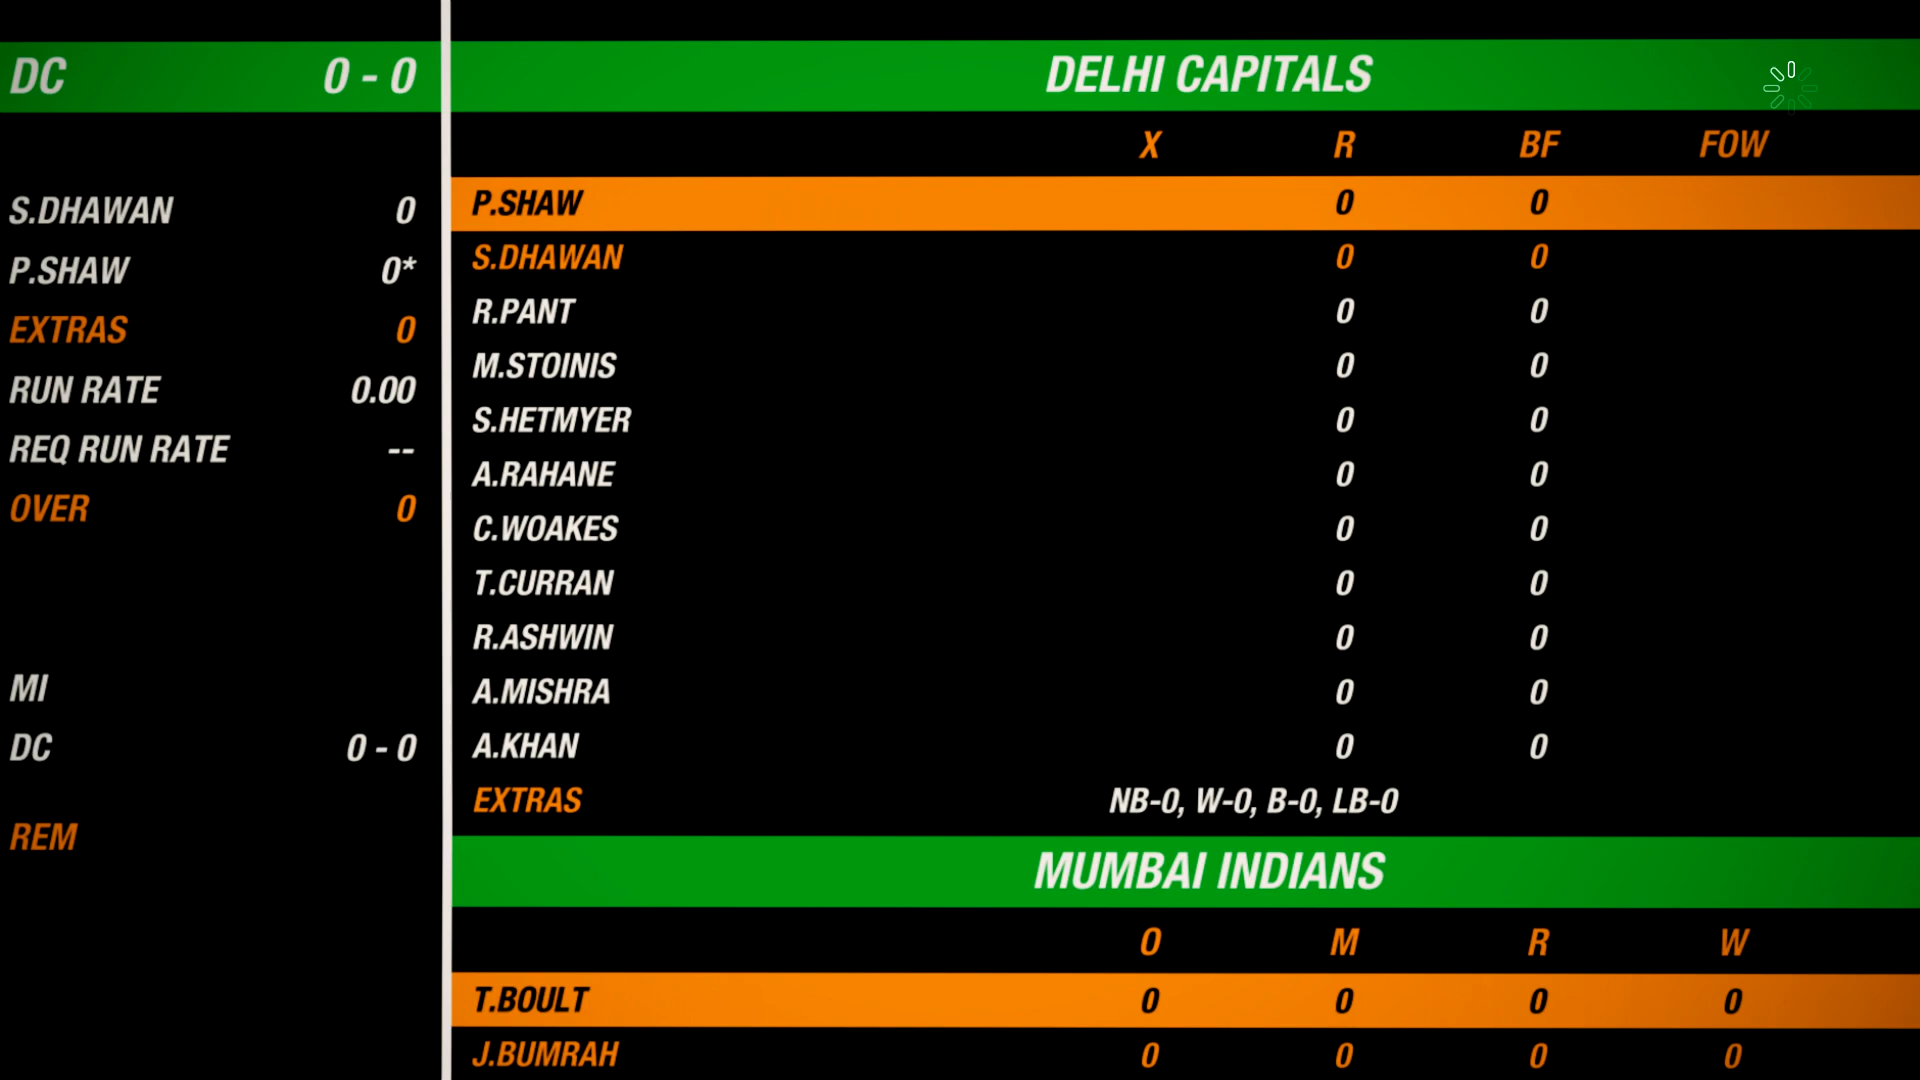 DC 0 - 0
S.DHAWAN 0
P.SHAW 0*
EXTRAS 0
RUN RATE 0.00
REQ RUN RATE --
OVER 0
MI
DC 0 - 0
REM
DELHI CAPITALS
X R BF FOW
P.SHAW 0 0
S.DHAWAN 0 0
R.PANT 0 0
M.STOINIS 0 0
S.HETMYER 0 0
A.RAHANE 0 0
C.WOAKES 0 0
T.CURRAN 0 0
R.ASHWIN 0 0
A.MISHRA 0 0
A.KHAN 0 0
EXTRAS NB-0, W-0, B-0, LB-0
MUMBAI INDIANS
O M R W
T.BOULT 0 0 0 0
J.BUMRAH 0 0 0 0